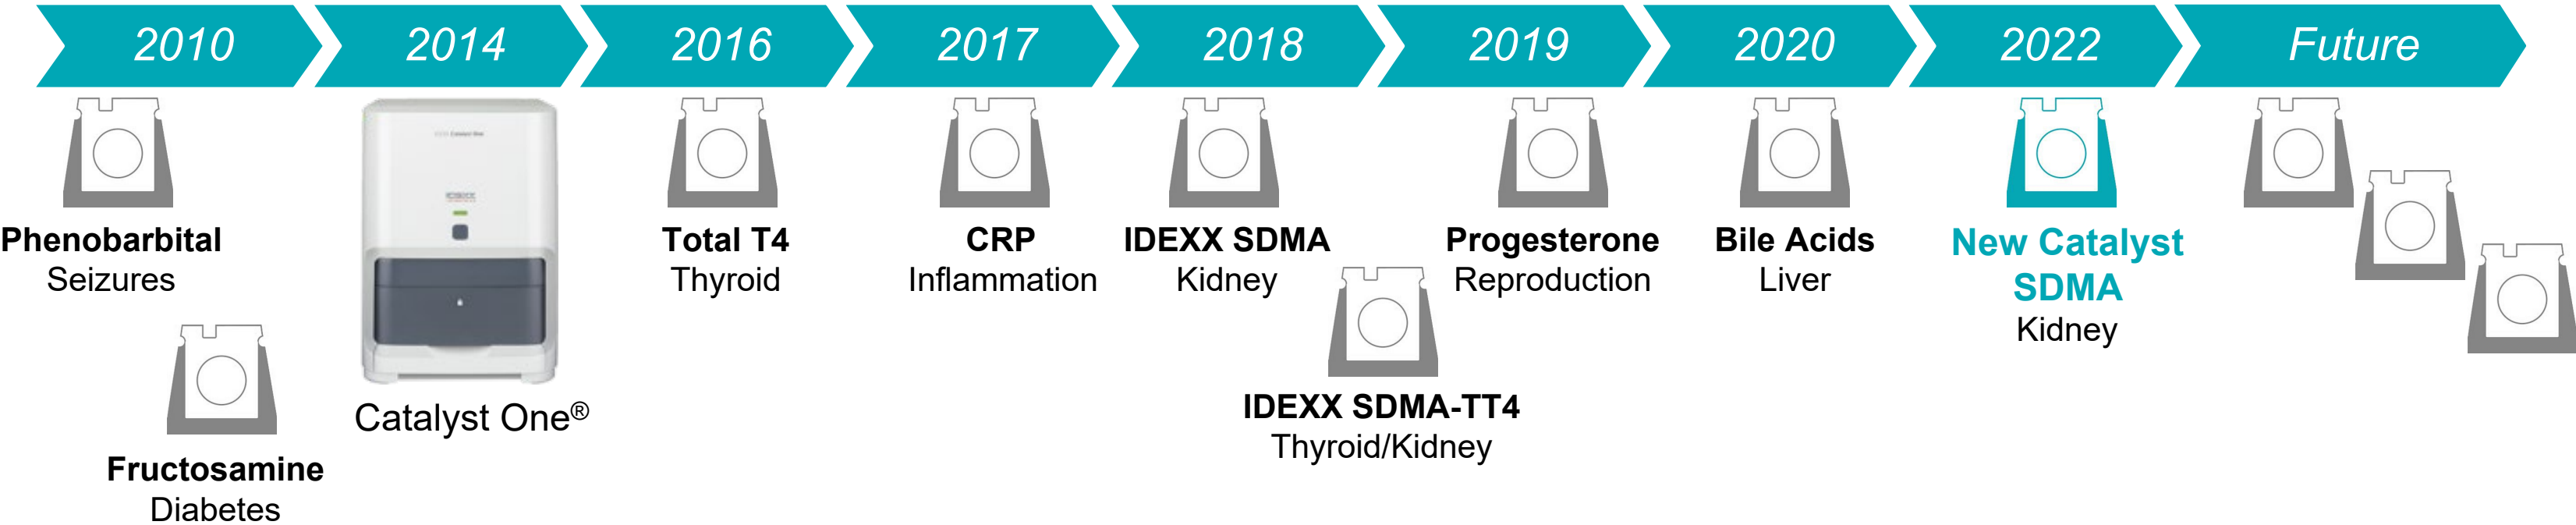 2010
2014
2016
2017
2018
2019
2020
2022
Future
Phenobarbital
Seizures
Fructosamine
Diabetes
IDEXX
Catalyst One®
Total T4
Thyroid
CRP
Inflammation
IDEXX SDMA
Kidney
IDEXX SDMA-TT4
Thyroid/Kidney
Progesterone
Reproduction
Bile Acids
Liver
New Catalyst
SDMA
Kidney